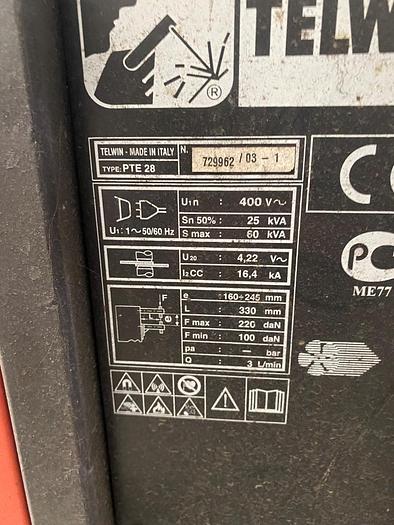 TELW
®
TELWIN - MADE IN ITALY N. 729962 / 03 - 1
TYPE: PTE 28
U1n : 400 V~
Sn 50% : 25 kVA
U1: 1~50/60 Hz S max : 60 kVA
U20 : 4,22 V~
I2CC : 16,4 kA
e : 160÷245 mm
L : 330 mm
F max : 220 daN
F min : 100 daN
pa : — bar
Q : 3 L/min
F
L
e
C
PC
ME77